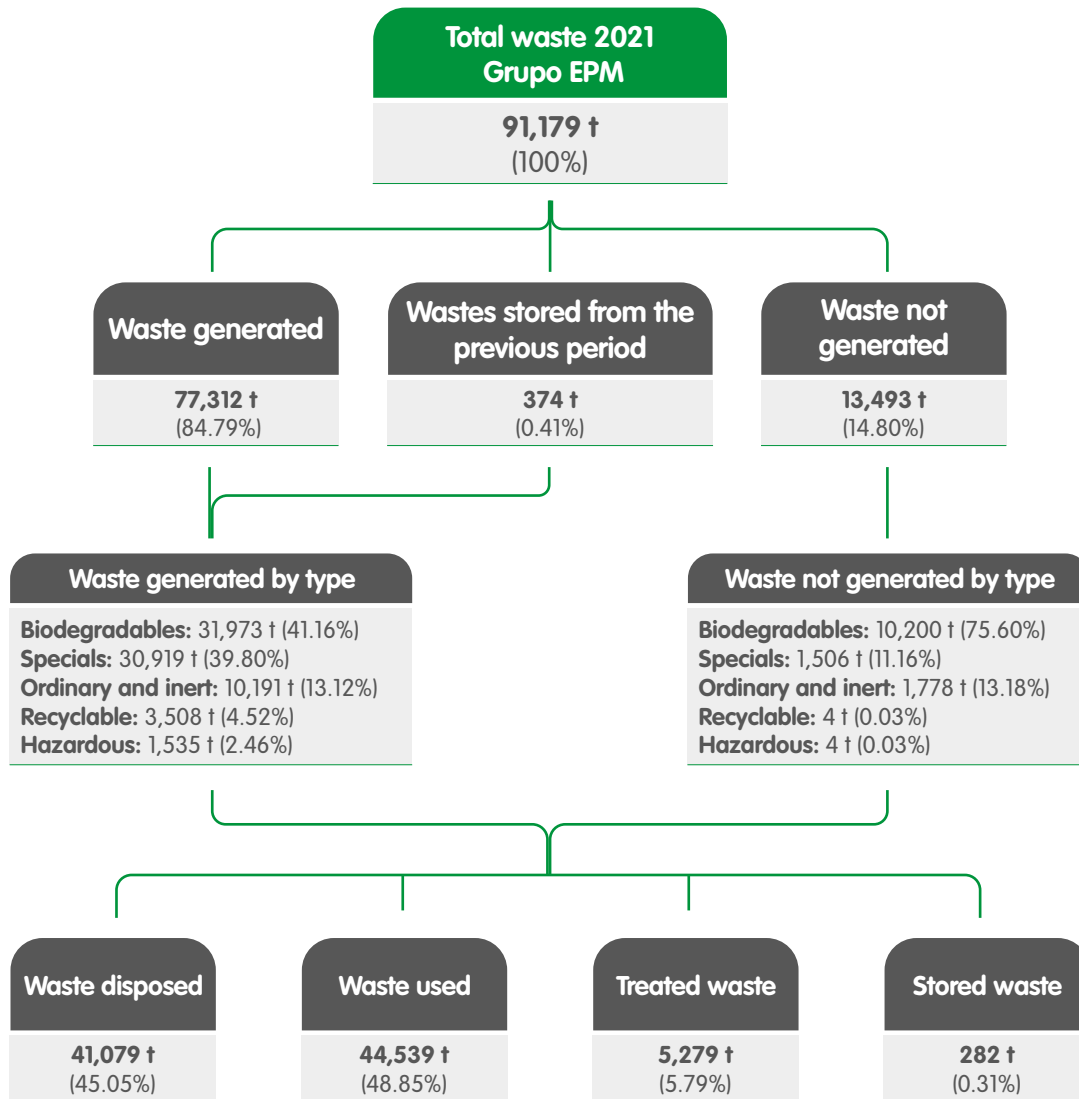 Total waste 2021
Grupo EPM
91,179 t
(100%)
Waste generated
77,312 t
(84.79%)
Wastes stored from the
previous period
374 t
(0.41%)
Waste not
generated
13,493 t
(14.80%)
Waste generated by type
Biodegradables: 31,973 t (41.16%)
Specials: 30,919 t (39.80%)
Ordinary and inert: 10,191 t (13.12%)
Recyclable: 3,508 t (4.52%)
Hazardous: 1,535 t (2.46%)
Waste not generated by type
Biodegradables: 10,200 t (75.60%)
Specials: 1,506 t (11.16%)
Ordinary and inert: 1,778 t (13.18%)
Recyclable: 4 t (0.03%)
Hazardous: 4 t (0.03%)
Waste disposed
41,079 t
(45.05%)
Waste used
44,539 t
(48.85%)
Treated waste
5,279 t
(5.79%)
Stored waste
282 t
(0.31%)